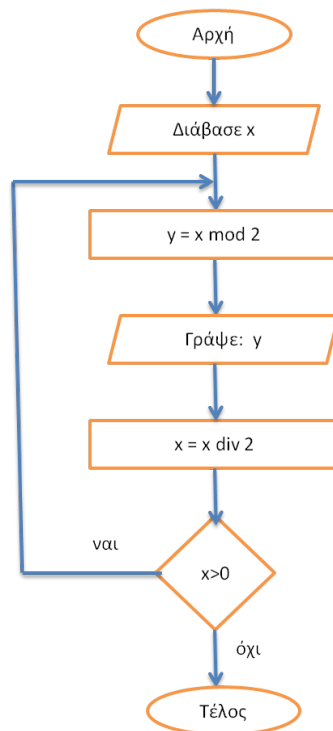 Αρχή
Διάβασε x
y = x mod 2
Γράψε: y
x = x div 2
ναι
x>0
όχι
Τέλος